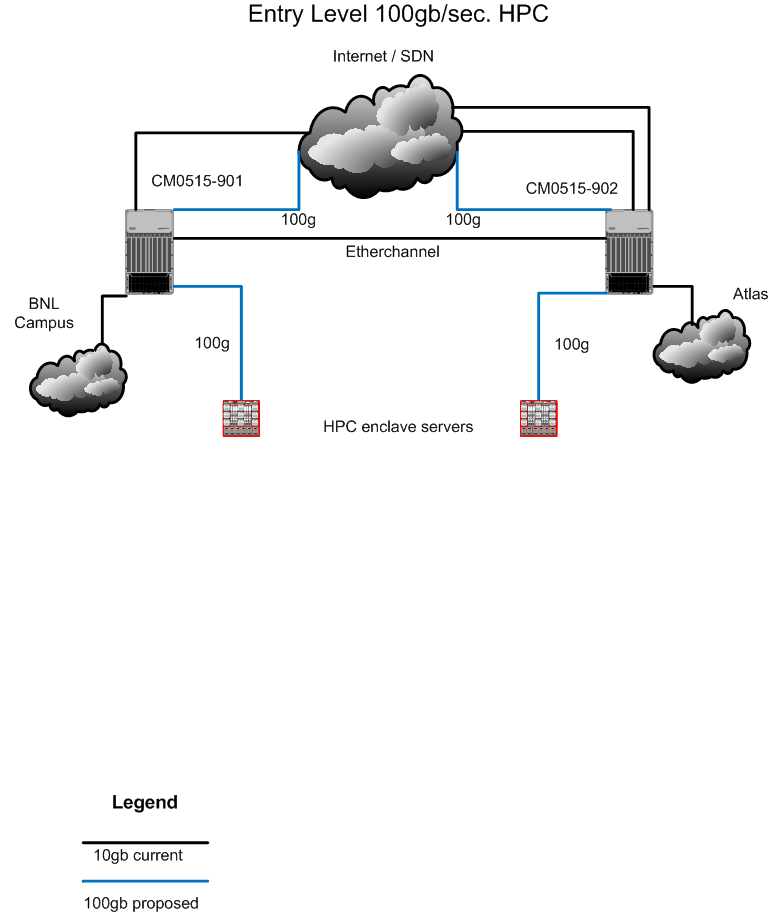 Entry Level 100gb/sec. HPC
Internet / SDN
CM0515-901
CM0515-902
100g
100g
Etherchannel
BNL
Campus
Atlas
100g
100g
HPC enclave servers
Legend
10gb current
100gb proposed